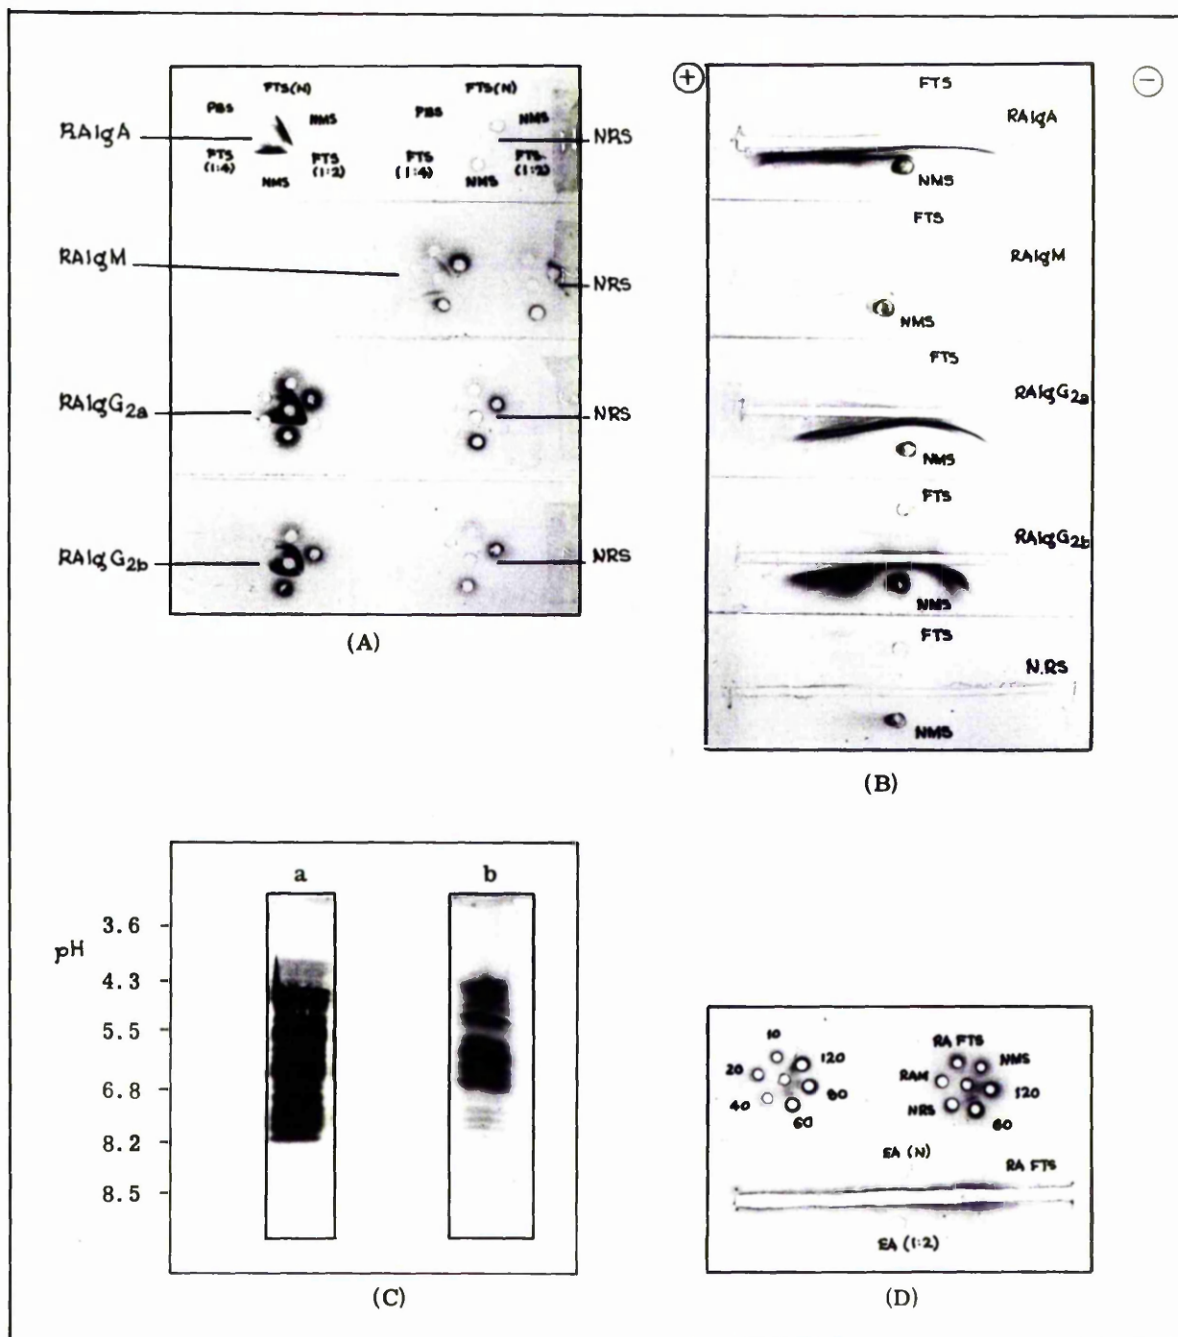 FTS(N) FTS(N)
PBS NMS PBS NMS
RAIgA NRS
FTS (1:4) FTS (1:2) FTS (1:4) FTS (1:2)
NMS NMS
RAIgM NRS
RAIgG2a NRS
RAIgG2b NRS
(A)
+ −
FTS
RAIgA
NMS
FTS
RAIgM
NMS
FTS
RAIgG2a
NMS
FTS
RAIgG2b
NMS
FTS
N.RS
NMS
(B)
a b
pH
3.6
4.3
5.5
6.8
8.2
8.5
(C)
10 RA FTS
120 NMS
20 RAM
80 120
40 NRS
60 60
EA (N)
RA FTS
EA (1:2)
(D)